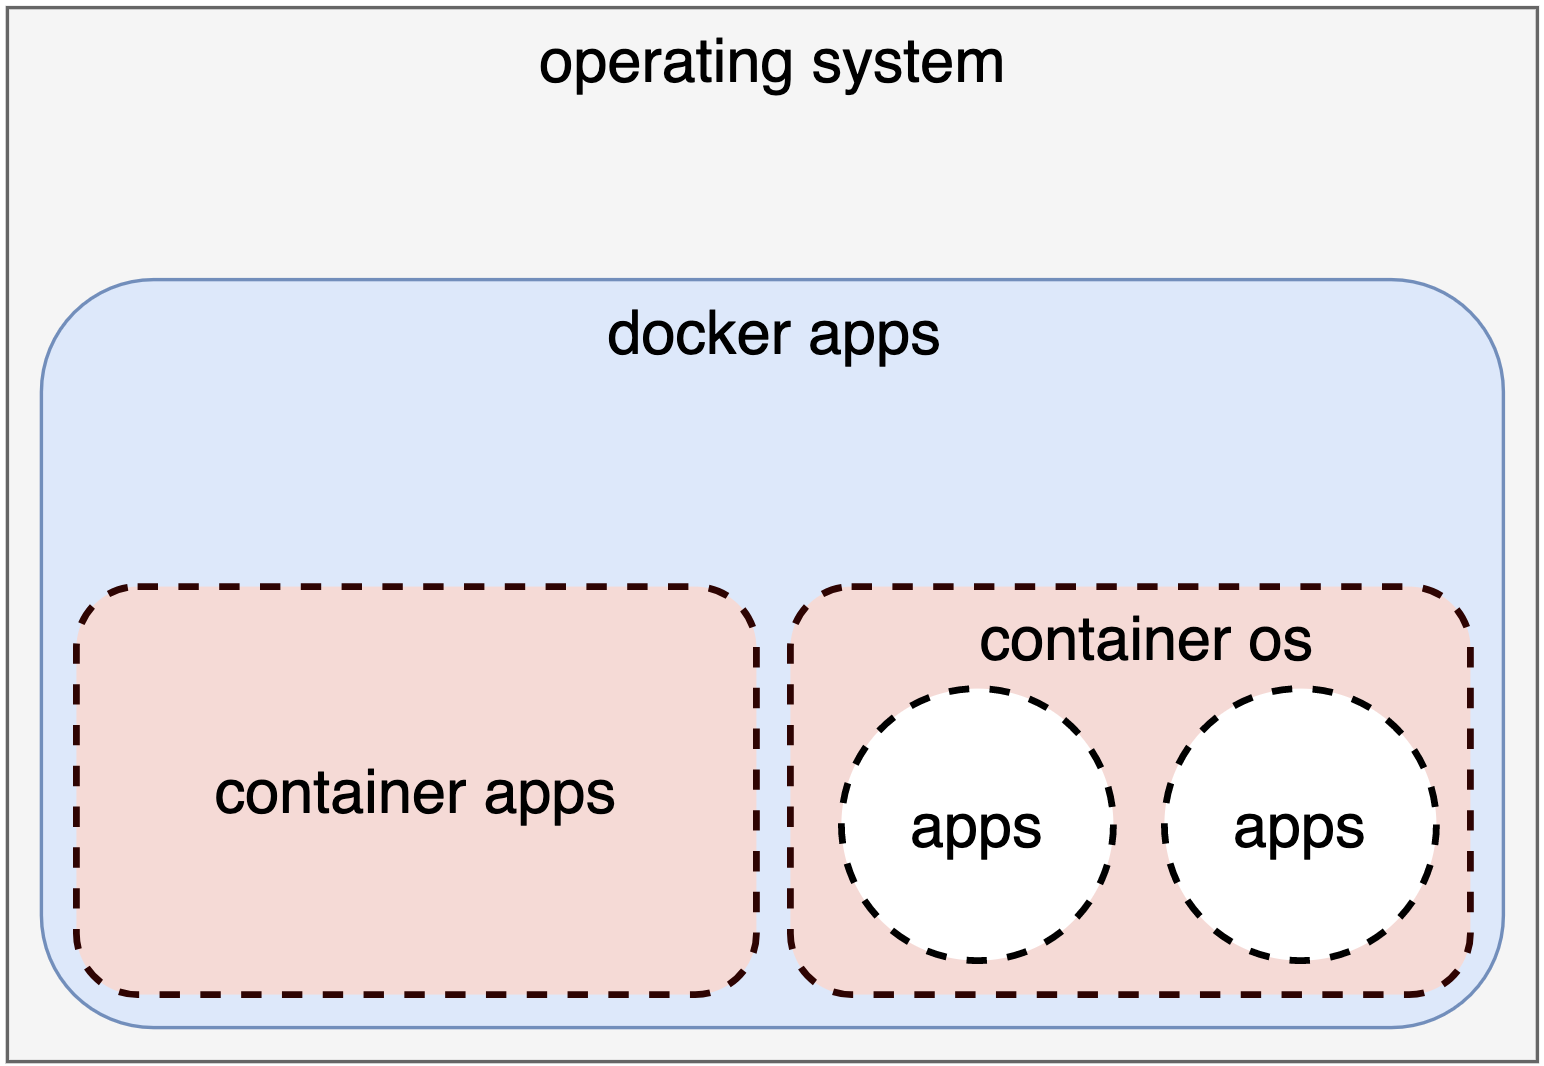 operating system
docker apps
container apps
container os
apps
apps